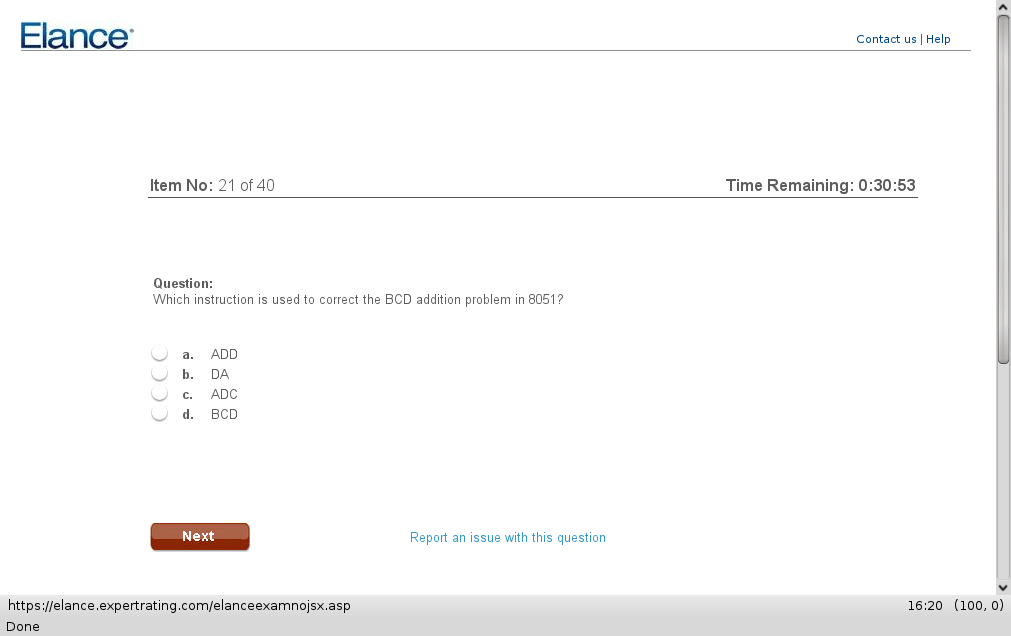 Elance
Contact us | Help
Item No: 21 of 40
Time Remaining: 0:30:53
Question:
Which instruction is used to correct the BCD addition problem in 8051?
a. ADD
b. DA
c. ADC
d. BCD
Next
Report an issue with this question
https://elance.expertrating.com/elanceexamnojsx.asp
16:20 (100, 0)
Done